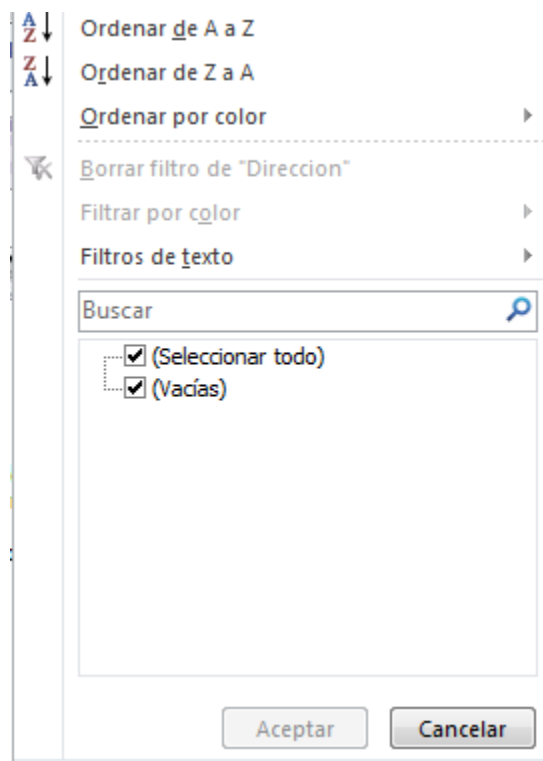 Ordenar de A a Z
Ordenar de Z a A
Ordenar por color
Borrar filtro de "Direccion"
Filtrar por color
Filtros de texto
Buscar
(Seleccionar todo)
(Vacías)
Aceptar
Cancelar